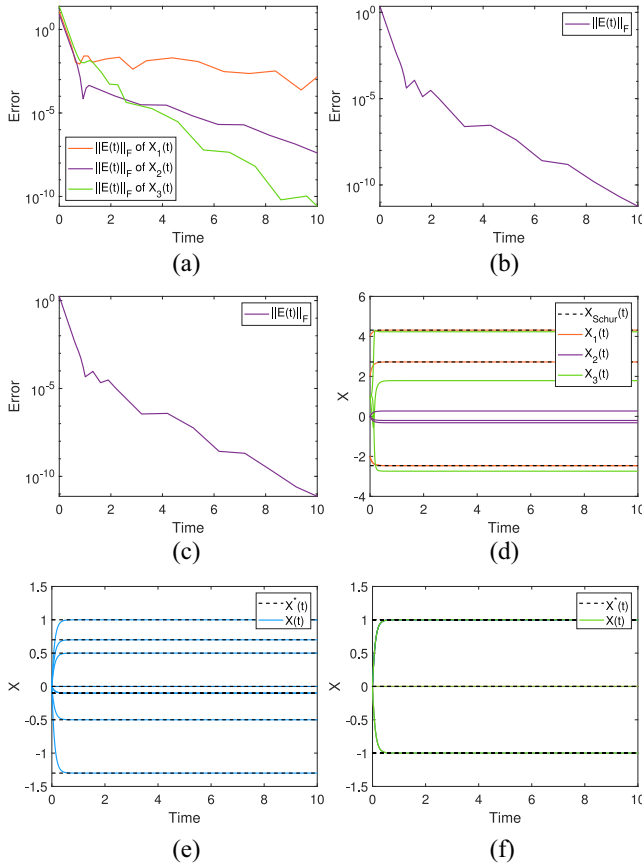 10^0
10^-5
10^-10
Error
0 2 4 6 8 10
Time
||E(t)||_F of X_1(t)
||E(t)||_F of X_2(t)
||E(t)||_F of X_3(t)
(a)
10^0
10^-5
10^-10
Error
0 2 4 6 8 10
Time
||E(t)||_F
(b)
10^0
10^-5
10^-10
Error
0 2 4 6 8 10
Time
||E(t)||_F
(c)
6
4
2
0
-2
-4
X
0 2 4 6 8 10
Time
X_Schur(t)
X_1(t)
X_2(t)
X_3(t)
(d)
1.5
1
0.5
0
-0.5
-1
-1.5
X
0 2 4 6 8 10
Time
X^*(t)
X(t)
(e)
1.5
1
0.5
0
-0.5
-1
-1.5
X
0 2 4 6 8 10
Time
X^*(t)
X(t)
(f)